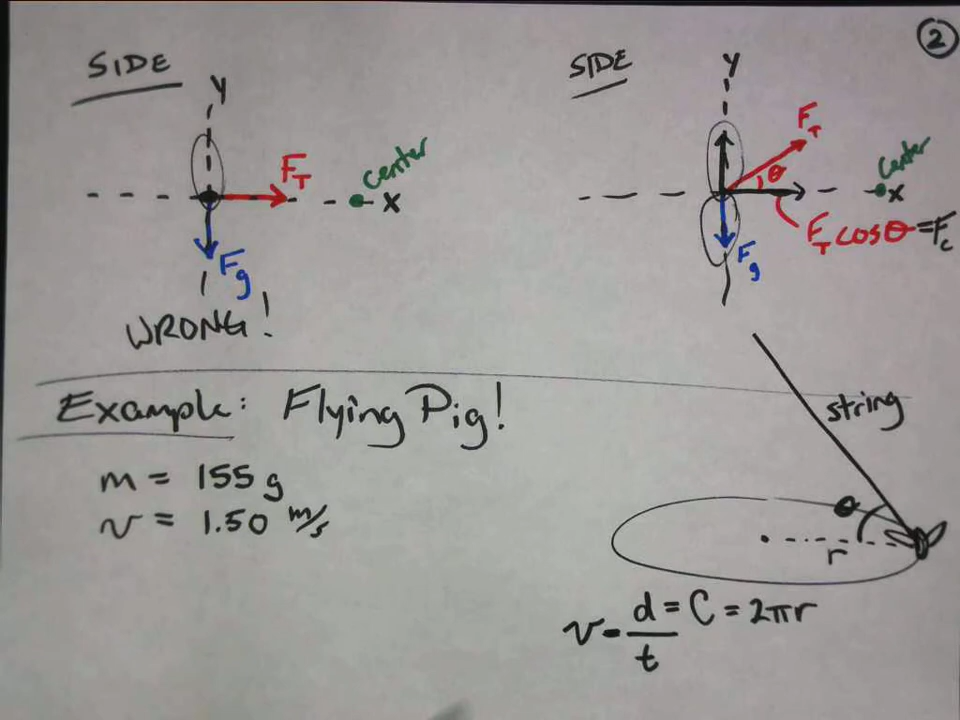 ②
SIDE
y
F_T
center
x
F_g
WRONG!
SIDE
y
F_T
θ
center
x
F_T cosθ = F_c
F_g
Example: Flying Pig!
m = 155 g
v = 1.50 m/s
string
θ
r
v = d = C = 2πr
t